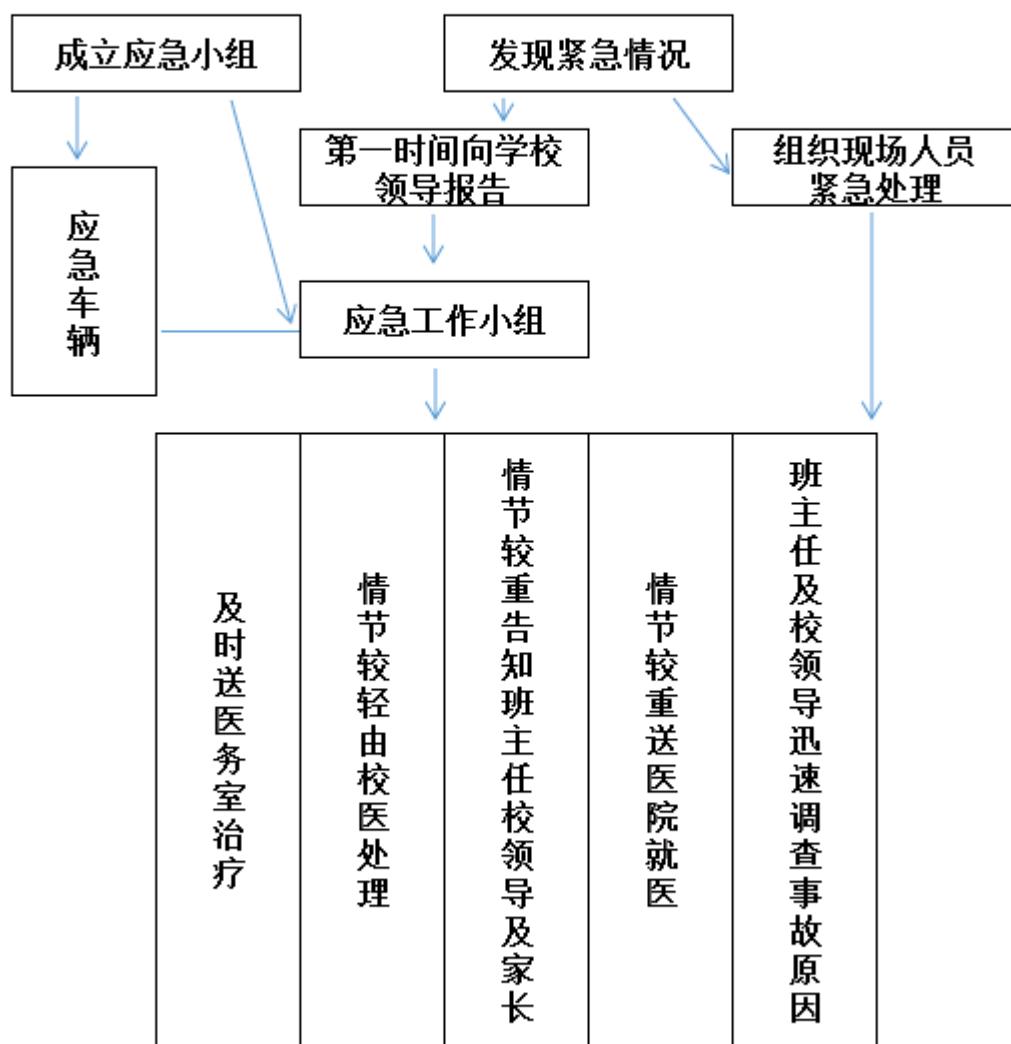 成立应急小组
发现紧急情况
第一时间向学校
领导报告
组织现场人员
紧急处理
应急车辆
应急工作小组
及时送医务室治疗
情节较轻由校医处理
情节较重告知班主任校领导及家长
情节较重送医院就医
班主任及校领导迅速调查事故原因